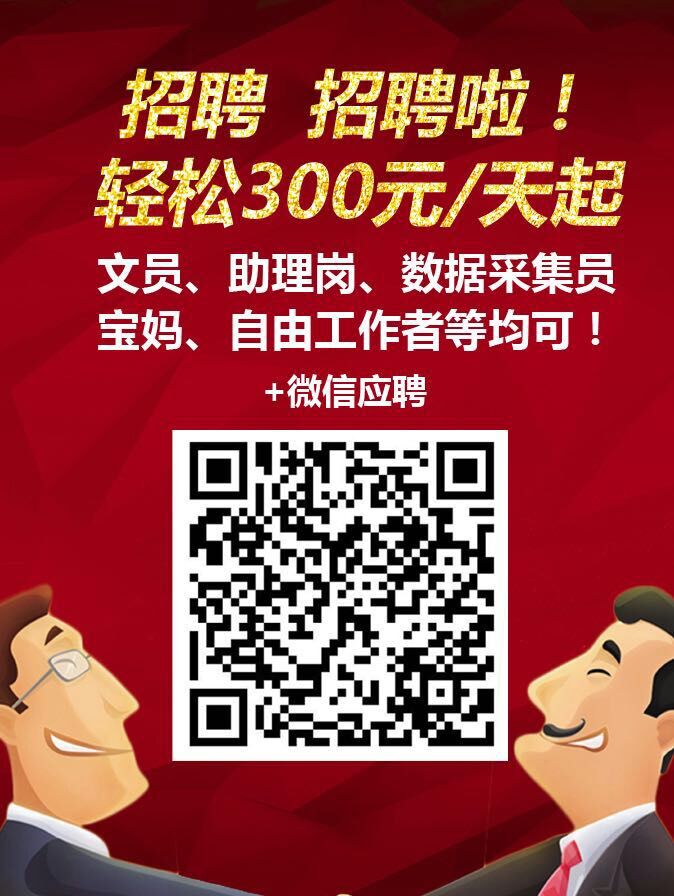 招聘 招聘啦！
轻松300元/天起
文员、助理岗、数据采集员
宝妈、自由工作者等均可！
+微信应聘